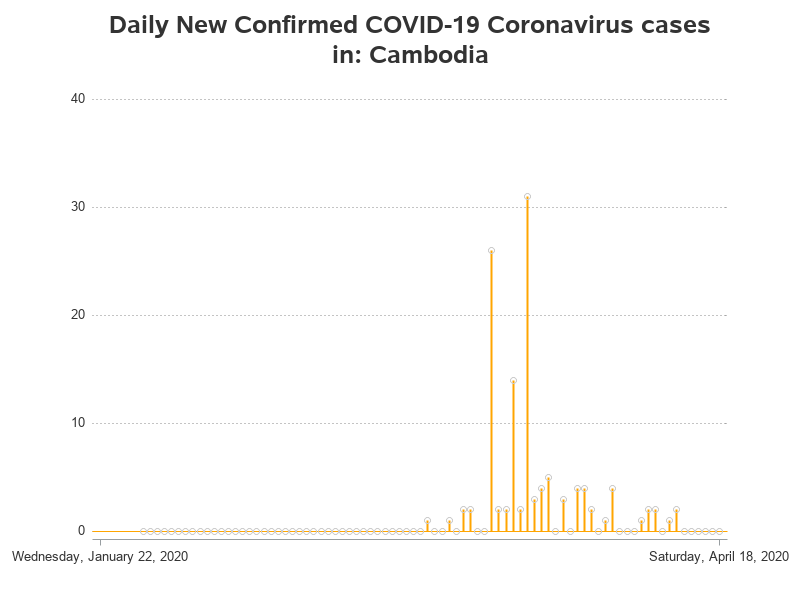 Daily New Confirmed COVID-19 Coronavirus cases
in: Cambodia
40
30
20
10
0
Wednesday, January 22, 2020
Saturday, April 18, 2020